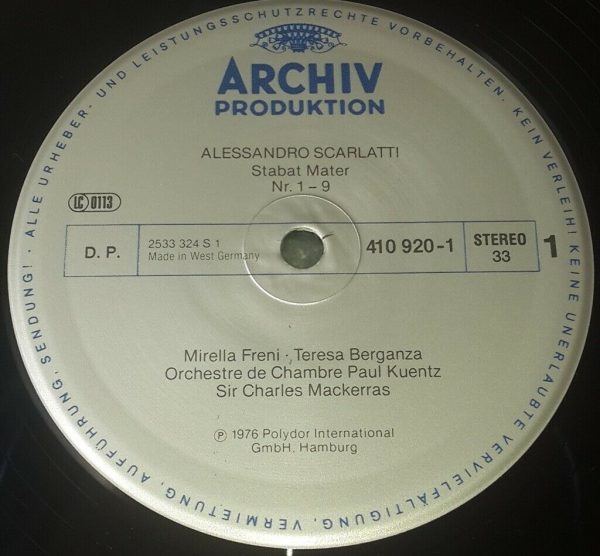 ARCHIV
PRODUKTION
ALESSANDRO SCARLATTI
Stabat Mater
Nr. 1 – 9
LC 0113
D. P.
2533 324 S 1
Made in West Germany
410 920-1
STEREO
33
1
Mirella Freni · Teresa Berganza
Orchestre de Chambre Paul Kuentz
Sir Charles Mackerras
Ⓟ 1976 Polydor International
GmbH, Hamburg
ALLE URHEBER- UND LEISTUNGSSCHUTZRECHTE VORBEHALTEN. KEIN VERLEIH! KEINE UNERLAUBTE VERVIELFÄLTIGUNG, VERMIETUNG, AUFFÜHRUNG, SENDUNG! ·